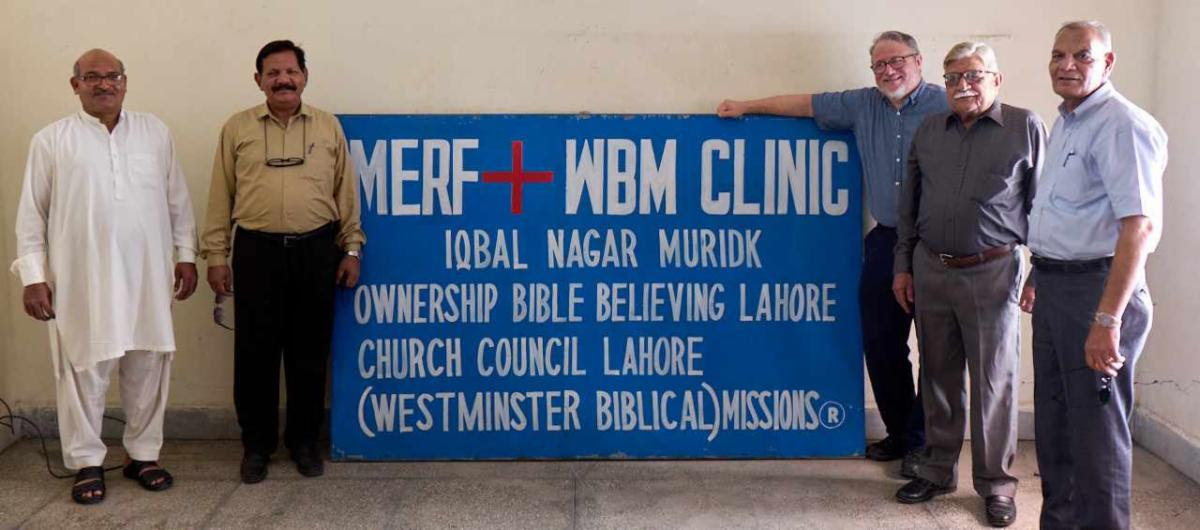 MERF + WBM CLINIC
IQBAL NAGAR MURIDK
OWNERSHIP BIBLE BELIEVING LAHORE
CHURCH COUNCIL LAHORE
(WESTMINSTER BIBLICAL) MISSIONS ®